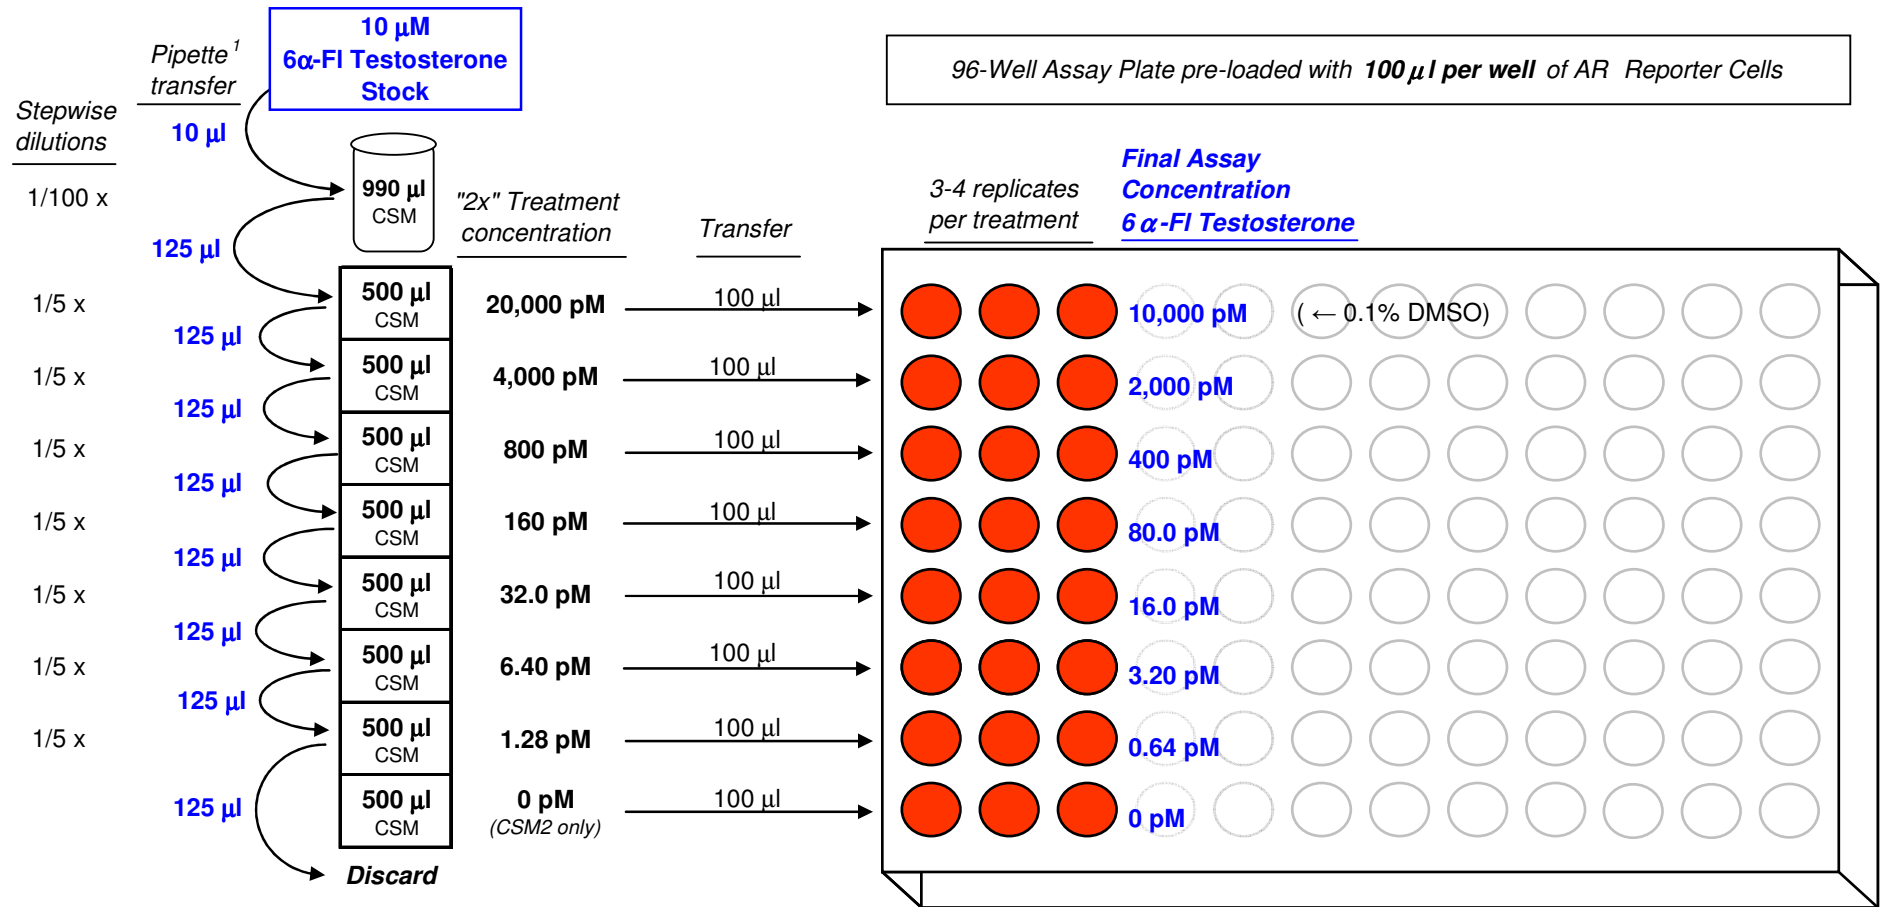 10 µM
6α-Fl Testosterone
Stock
Pipette 1
transfer
Stepwise
dilutions
10 µl
96-Well Assay Plate pre-loaded with 100 µl per well of AR Reporter Cells
1/100 x
990 µl
CSM
125 µl
"2x" Treatment
concentration
Transfer
3-4 replicates
per treatment
Final Assay
Concentration
6 α-Fl Testosterone
1/5 x
500 µl
CSM
20,000 pM
100 µl
10,000 pM
( ← 0.1% DMSO)
125 µl
1/5 x
500 µl
CSM
4,000 pM
100 µl
2,000 pM
125 µl
1/5 x
500 µl
CSM
800 pM
100 µl
400 pM
125 µl
1/5 x
500 µl
CSM
160 pM
100 µl
80.0 pM
125 µl
1/5 x
500 µl
CSM
32.0 pM
100 µl
16.0 pM
125 µl
1/5 x
500 µl
CSM
6.40 pM
100 µl
3.20 pM
125 µl
1/5 x
500 µl
CSM
1.28 pM
100 µl
0.64 pM
125 µl
500 µl
CSM
0 pM
(CSM2 only)
100 µl
0 pM
Discard